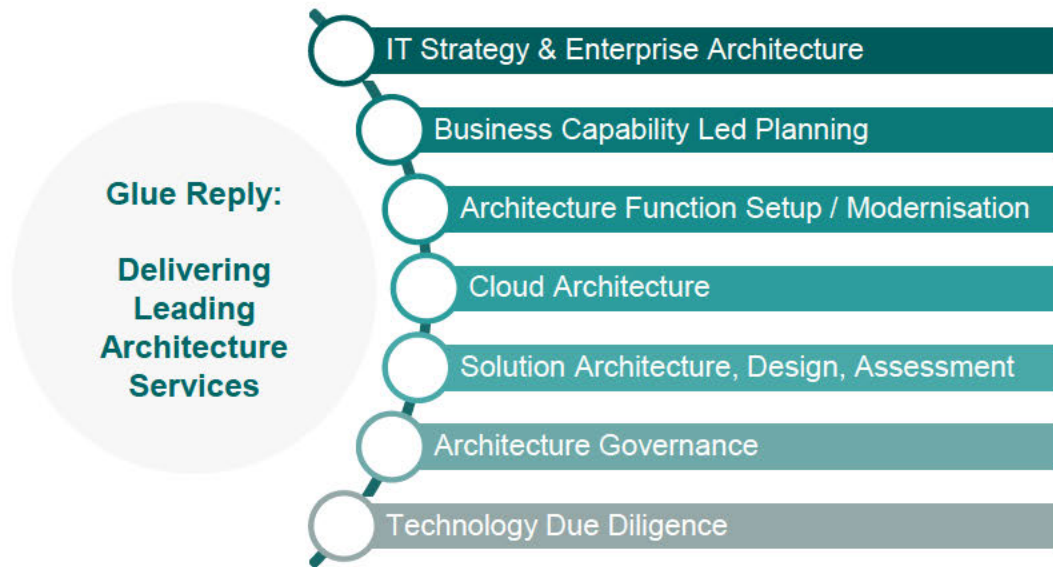 Glue Reply:
Delivering
Leading
Architecture
Services
IT Strategy & Enterprise Architecture
Business Capability Led Planning
Architecture Function Setup / Modernisation
Cloud Architecture
Solution Architecture, Design, Assessment
Architecture Governance
Technology Due Diligence